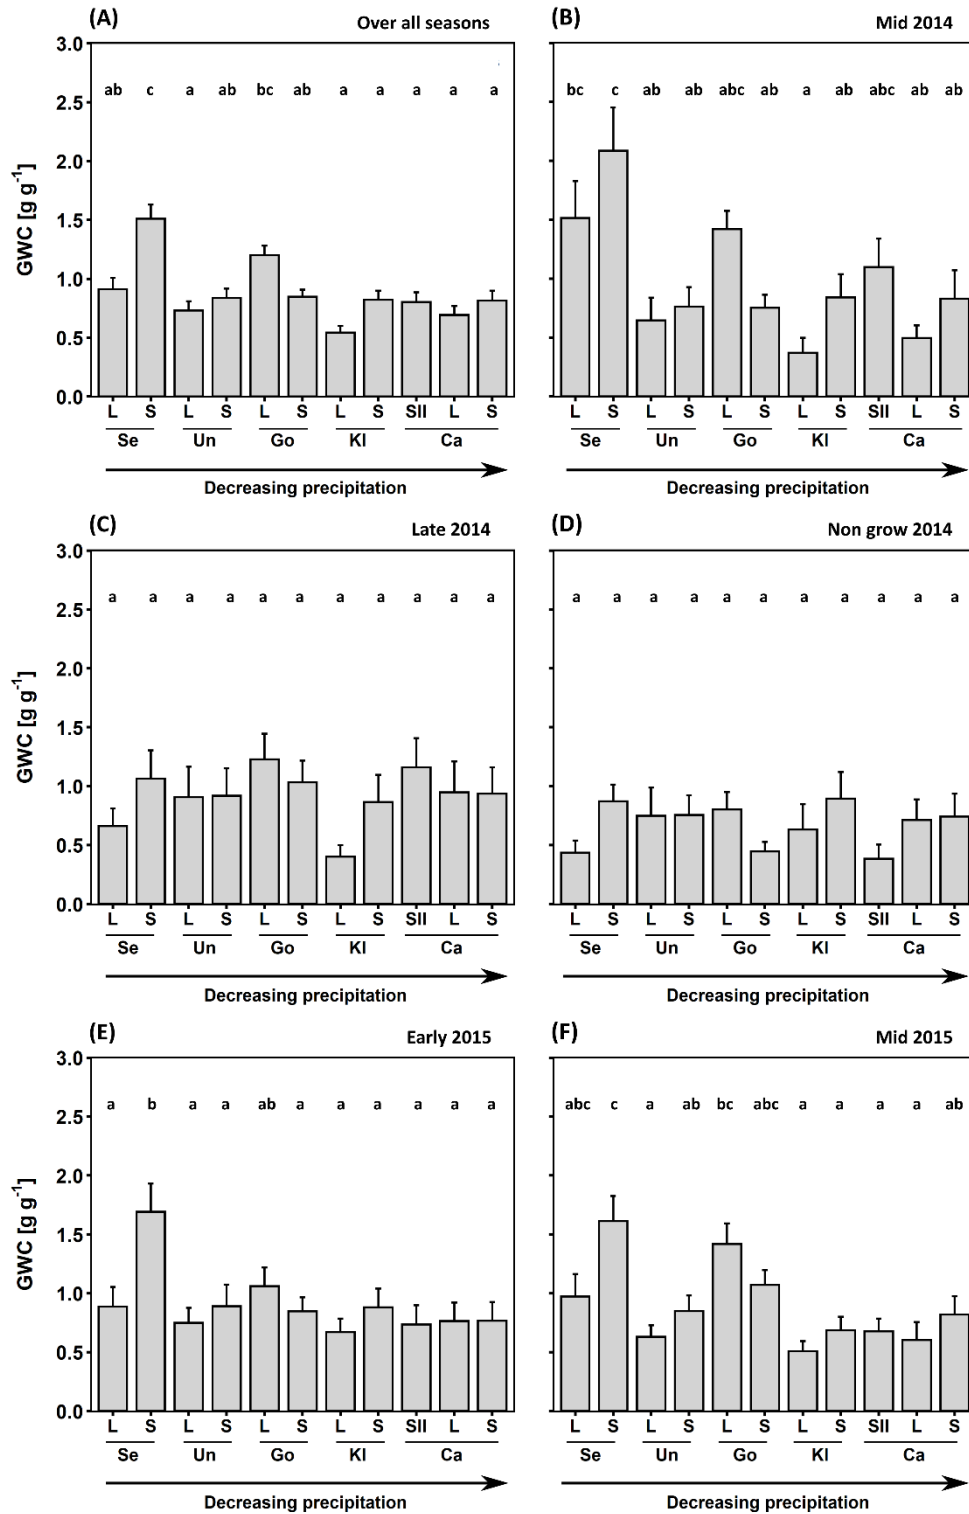 (A) Over all seasons
3.0
ab c a ab bc ab a a a a a
2.5
2.0
1.5
1.0
0.5
0.0
GWC [g g⁻¹]
L S L S L S L S SII L S
Se Un Go Kl Ca
Decreasing precipitation
(B) Mid 2014
bc c ab ab abc ab a ab abc ab ab
L S L S L S L S SII L S
Se Un Go Kl Ca
Decreasing precipitation
(C) Late 2014
3.0
a a a a a a a a a a a
2.5
2.0
1.5
1.0
0.5
0.0
GWC [g g⁻¹]
L S L S L S L S SII L S
Se Un Go Kl Ca
Decreasing precipitation
(D) Non grow 2014
a a a a a a a a a a a
L S L S L S L S SII L S
Se Un Go Kl Ca
Decreasing precipitation
(E) Early 2015
3.0
a b a a ab a a a a a a
2.5
2.0
1.5
1.0
0.5
0.0
GWC [g g⁻¹]
L S L S L S L S SII L S
Se Un Go Kl Ca
Decreasing precipitation
(F) Mid 2015
abc c a ab bc abc a a a a ab
L S L S L S L S SII L S
Se Un Go Kl Ca
Decreasing precipitation